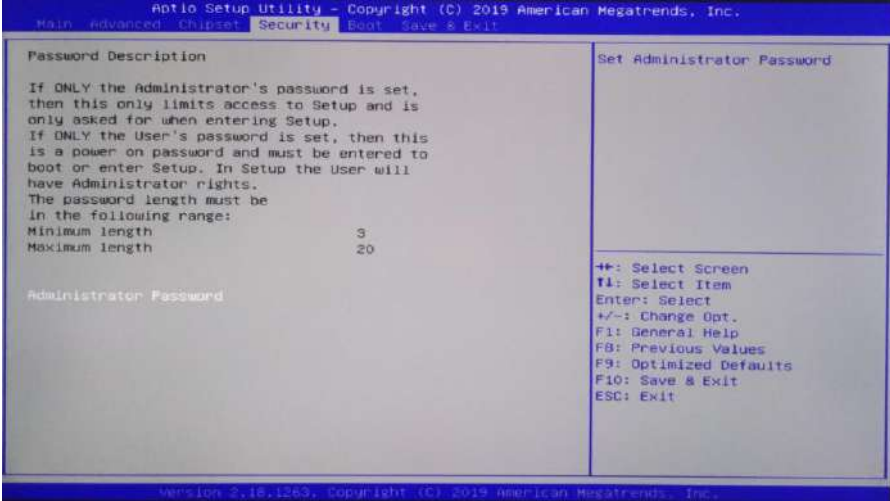 Aptio Setup Utility – Copyright (C) 2019 American Megatrends, Inc.
Main Advanced Chipset Security Boot Save & Exit
Password Description
If ONLY the Administrator's password is set,
then this only limits access to Setup and is
only asked for when entering Setup.
If ONLY the User's password is set, then this
is a power on password and must be entered to
boot or enter Setup. In Setup the User will
have Administrator rights.
The password length must be
in the following range:
Minimum length 3
Maximum length 20
Administrator Password
Set Administrator Password
→←: Select Screen
↑↓: Select Item
Enter: Select
+/-: Change Opt.
F1: General Help
F8: Previous Values
F9: Optimized Defaults
F10: Save & Exit
ESC: Exit
Version 2.18.1263. Copyright (C) 2019 American Megatrends, Inc.